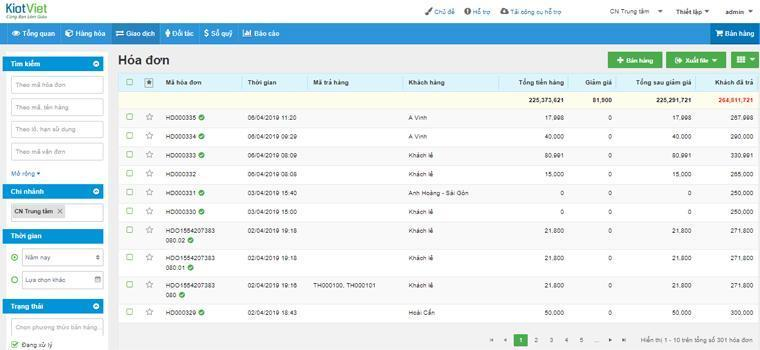 KiotViet
Cùng Bạn Làm Giàu
Chủ đề
Hỗ trợ
Tải công cụ hỗ trợ
CN Trung tâm
Thiết lập
admin
Tổng quan
Hàng hóa
Giao dịch
Đối tác
Sổ quỹ
Báo cáo
Bán hàng
Tìm kiếm
Theo mã hóa đơn
Theo mã, tên hàng
Theo lô, hạn sử dụng
Theo mã vận đơn
Mở rộng
Chi nhánh
CN Trung tâm
Thời gian
Năm nay
Lựa chọn khác
Trạng thái
Chọn phương thức bán hàng...
Đang xử lý
Hóa đơn
+ Bán hàng
Xuất file
Mã hóa đơn Thời gian Mã trả hàng Khách hàng Tổng tiền hàng Giảm giá Tổng sau giảm giá Khách đã trả
225,373,621 81,900 225,291,721 264,811,721
HD000335 06/04/2019 11:20 A Vinh 17,998 0 17,998 267,998
HD000334 06/04/2019 09:29 A Vinh 40,000 0 40,000 290,000
HD000333 06/04/2019 08:09 Khách lẻ 80,991 0 80,991 330,991
HD000332 06/04/2019 08:08 Khách lẻ 15,000 0 15,000 265,000
HD000331 03/04/2019 15:40 Anh Hoàng - Sài Gòn 0 0 0 250,000
HD000330 03/04/2019 15:00 Khách lẻ 0 0 0 250,000
HDO1554207383 02/04/2019 19:18 Khách lẻ 21,800 0 21,800 271,800
080.02
HDO1554207383 02/04/2019 19:18 Khách lẻ 21,800 0 21,800 271,800
080.01
HDO1554207383 02/04/2019 19:16 TH000100, TH000101 Khách lẻ 21,800 0 21,800 271,800
080
HD000329 02/04/2019 18:43 Hoài Cẩn 50,000 0 50,000 300,000
1 2 3 4 5 ...
Hiển thị 1 - 10 trên tổng số 301 hóa đơn